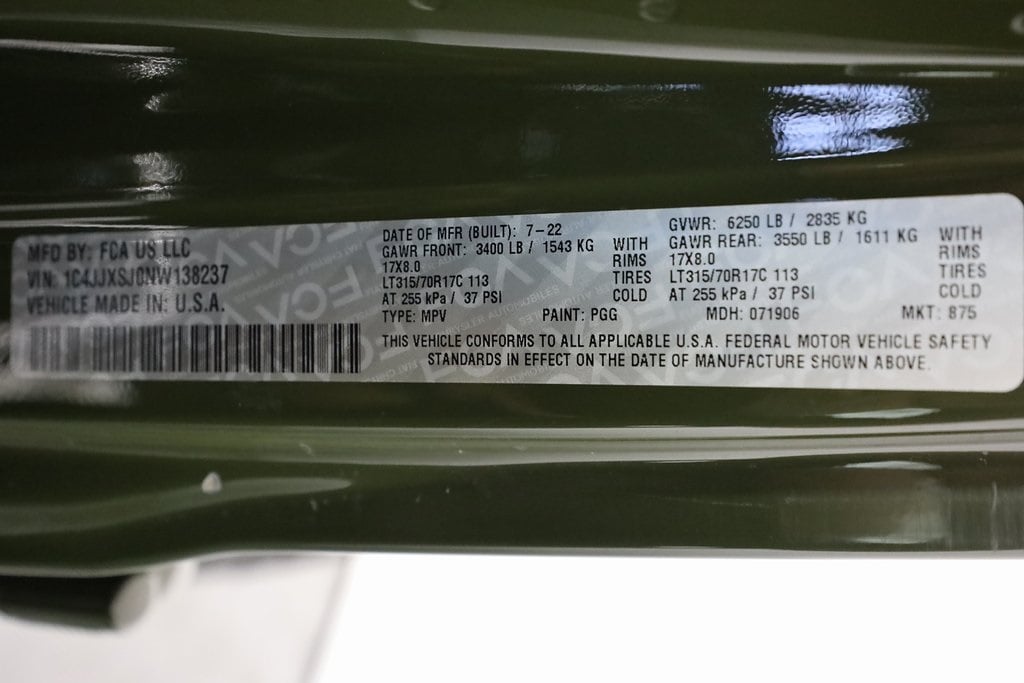 MFD BY: FCA US LLC
VIN: 1C4JJXSJ0NW138237
VEHICLE MADE IN: U.S.A.
DATE OF MFR (BUILT): 7-22
GAWR FRONT: 3400 LB / 1543 KG WITH
17X8.0 RIMS
LT315/70R17C 113 TIRES
AT 255 kPa / 37 PSI COLD
GVWR: 6250 LB / 2835 KG
GAWR REAR: 3550 LB / 1611 KG WITH
17X8.0 RIMS
LT315/70R17C 113 TIRES
AT 255 kPa / 37 PSI COLD
TYPE: MPV PAINT: PGG MDH: 071906 MKT: 875
THIS VEHICLE CONFORMS TO ALL APPLICABLE U.S.A. FEDERAL MOTOR VEHICLE SAFETY
STANDARDS IN EFFECT ON THE DATE OF MANUFACTURE SHOWN ABOVE.